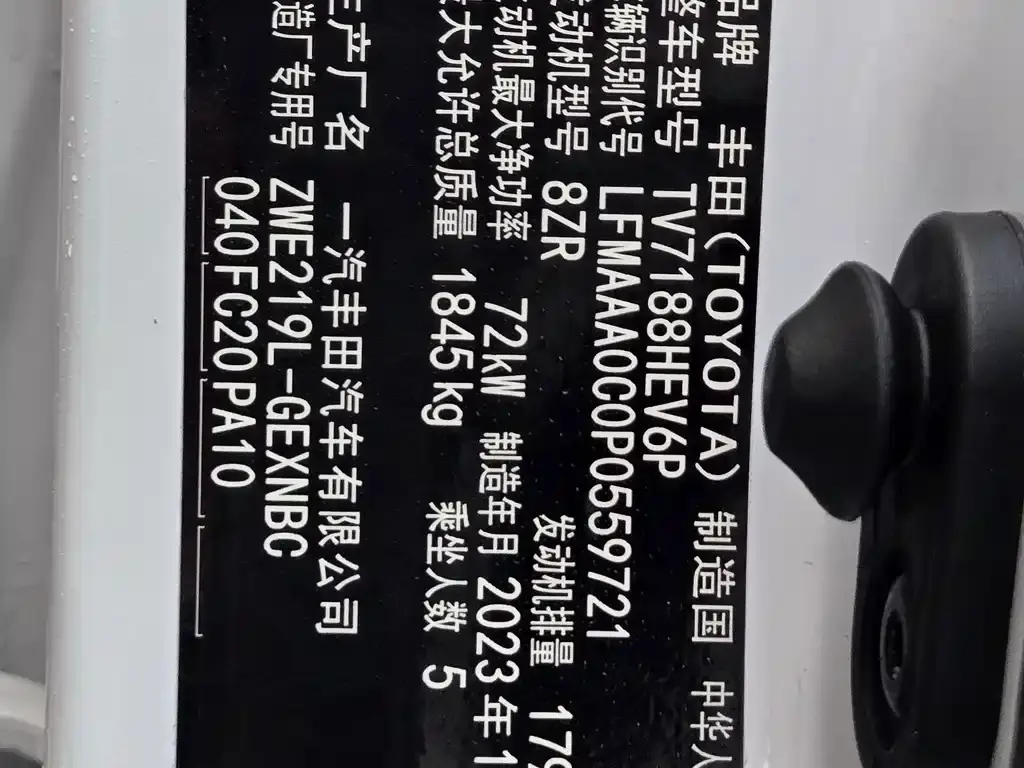 品牌 丰田(TOYOTA) 制造国 中华人
整车型号 TV7188HEV6P
车辆识别代号 LFMAAA0C0P0559721
发动机型号 8ZR 发动机排量 179
发动机最大净功率 72kW 制造年月 2023年1
最大允许总质量 1845kg 乘坐人数 5
生产厂名 一汽丰田汽车有限公司
造厂专用号 ZWE219L-GEXNBC
040FC20PA10